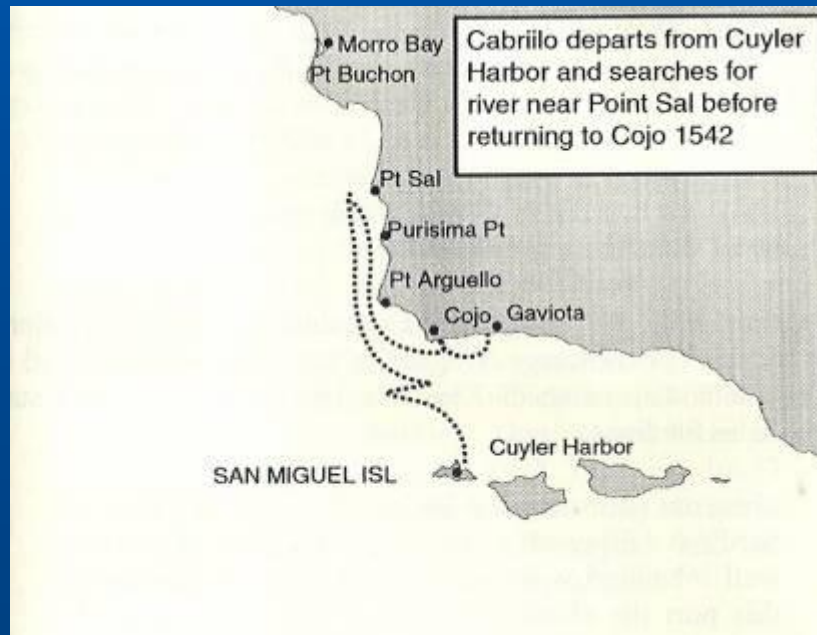 Morro Bay
Pt Buchon
Cabriilo departs from Cuyler
Harbor and searches for
river near Point Sal before
returning to Cojo 1542
Pt Sal
Purisima Pt
Pt Arguello
Cojo
Gaviota
Cuyler Harbor
SAN MIGUEL ISL